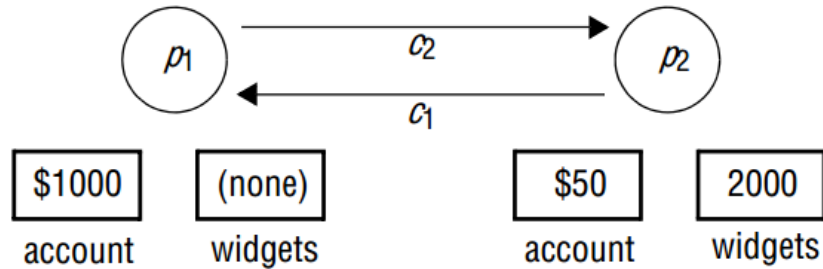 p1 c2 p2
c1
$1000 (none) $50 2000
account widgets account widgets